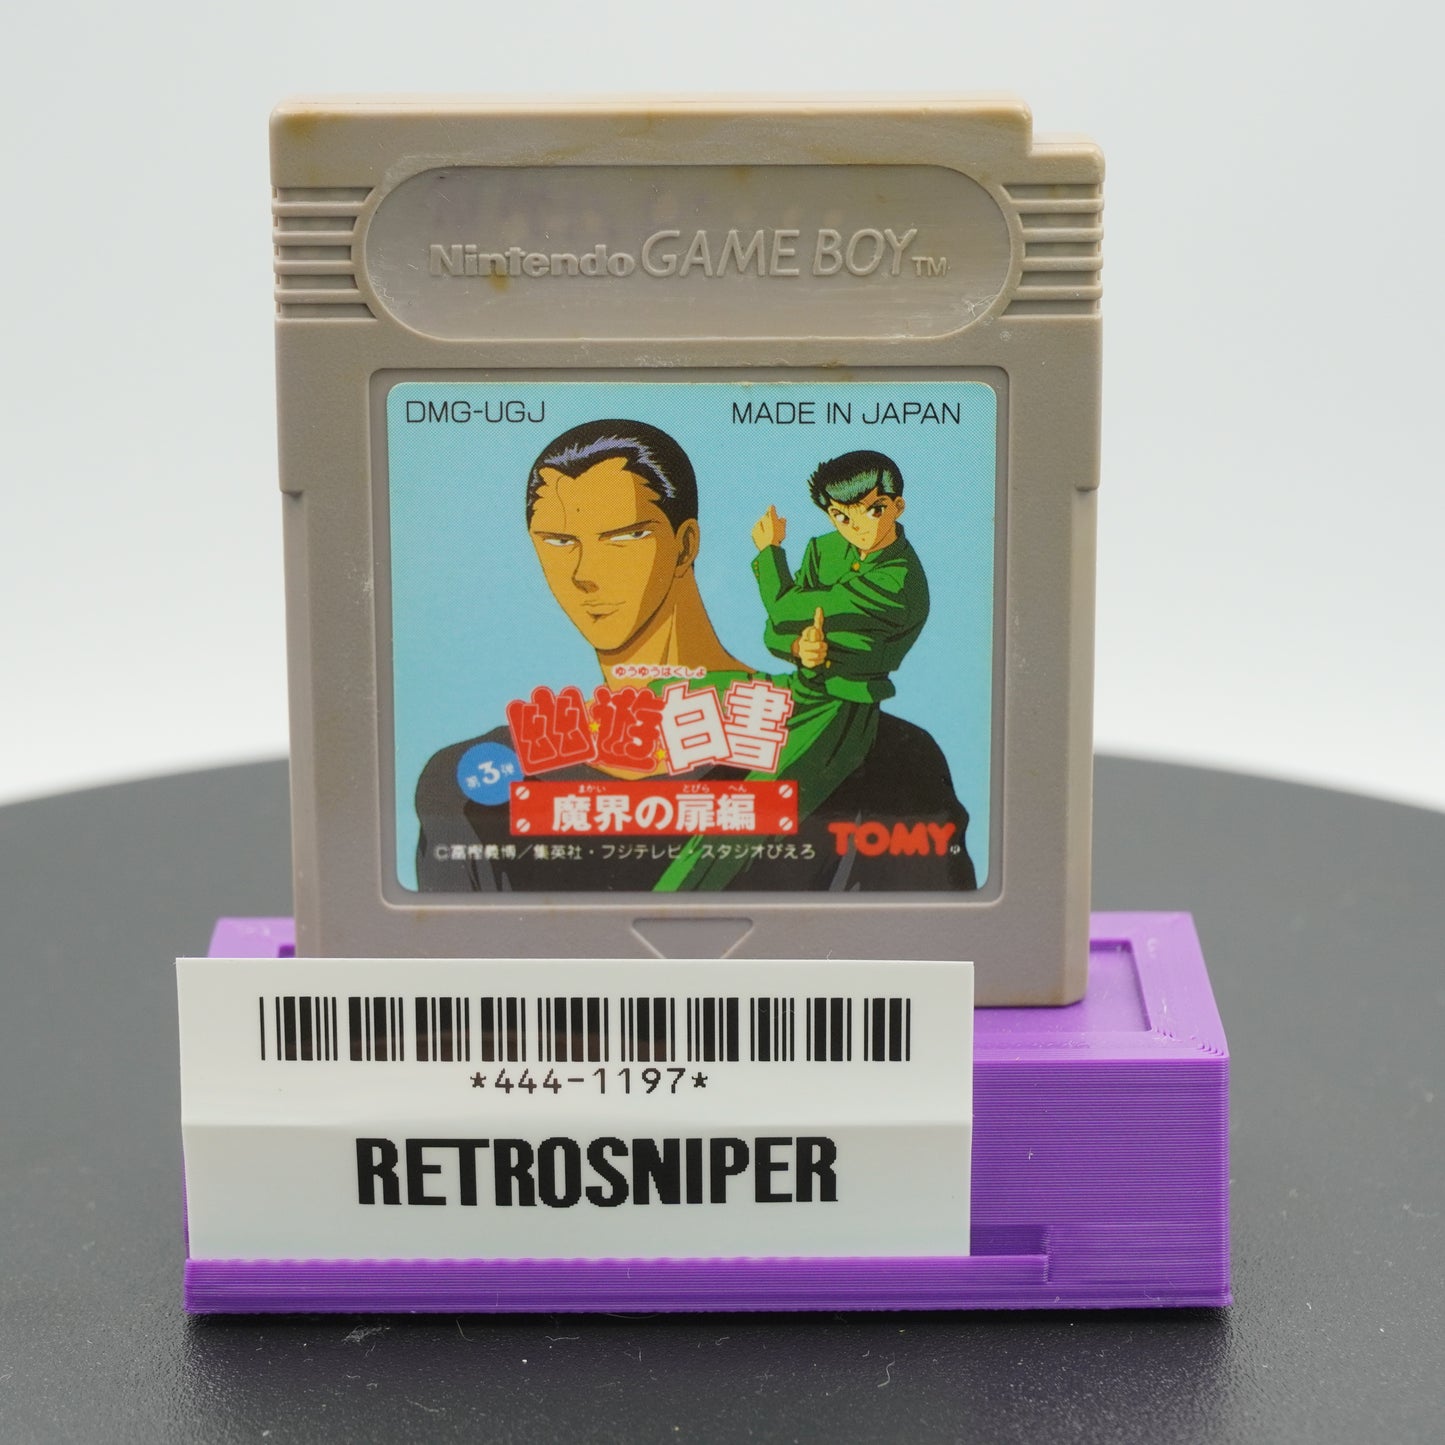 Nintendo GAME BOY TM
DMG-UGJ MADE IN JAPAN
ゆうゆうはくしょ
幽★遊★白書
第3弾
まかい とびら へん
魔界の扉編
TOMY
©冨樫義博/集英社・フジテレビ・スタジオぴえろ
*444-1197*
RETROSNIPER